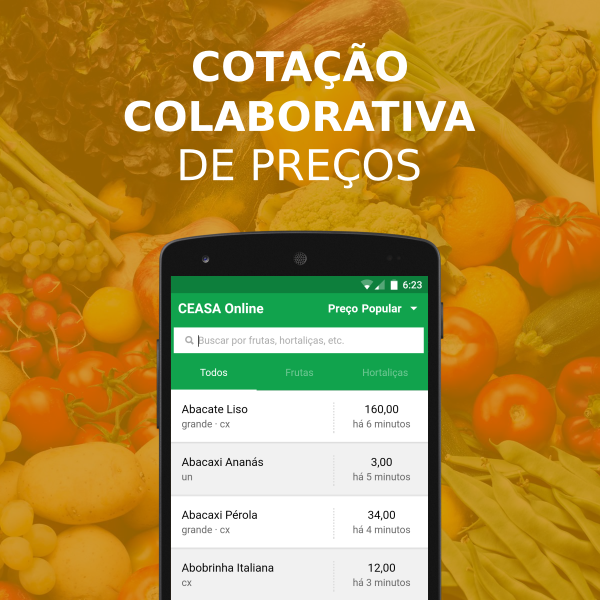 COTAÇÃO
COLABORATIVA
DE PREÇOS
6:23
CEASA Online Preço Popular
Buscar por frutas, hortaliças, etc.
Todos Frutas Hortaliças
Abacate Liso 160,00
grande · cx há 6 minutos
Abacaxi Ananás 3,00
un há 5 minutos
Abacaxi Pérola 34,00
grande · cx há 4 minutos
Abobrinha Italiana 12,00
cx há 3 minutos